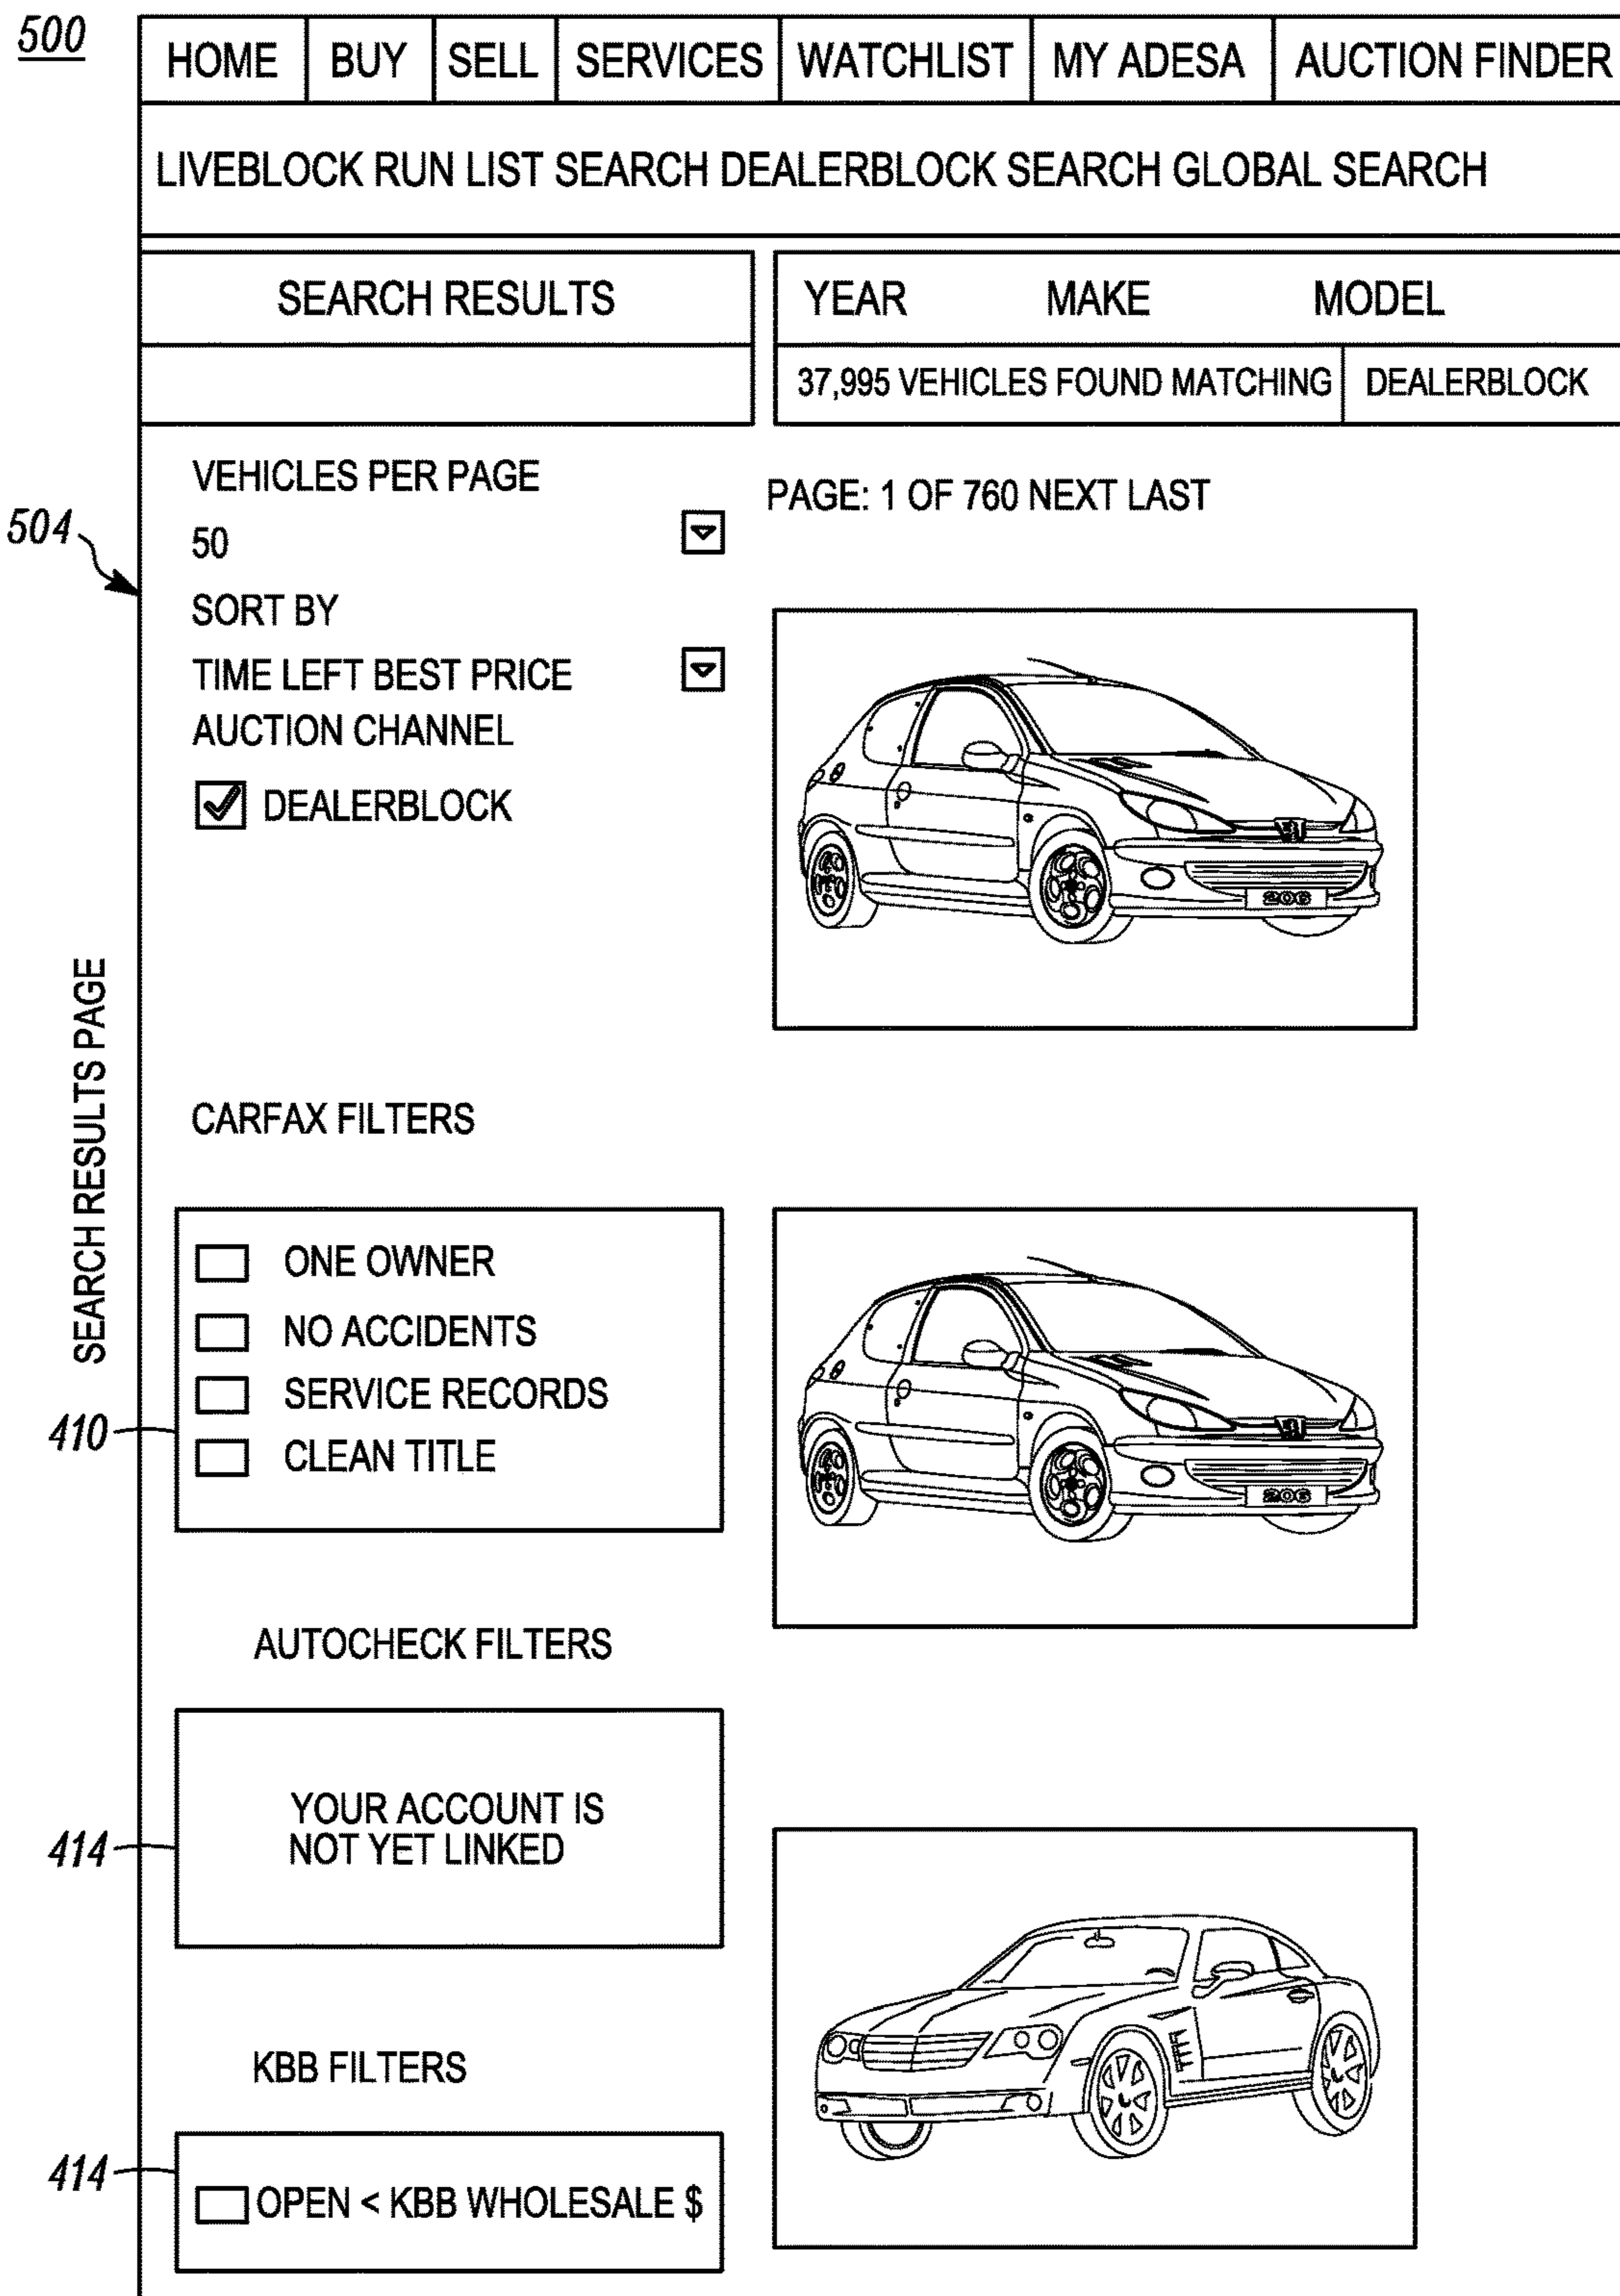 500
HOME BUY SELL SERVICES WATCHLIST MY ADESA AUCTION FINDER
LIVEBLOCK RUN LIST SEARCH DEALERBLOCK SEARCH GLOBAL SEARCH
SEARCH RESULTS
YEAR MAKE MODEL
37,995 VEHICLES FOUND MATCHING DEALERBLOCK
VEHICLES PER PAGE
50
PAGE: 1 OF 760 NEXT LAST
504
SORT BY
TIME LEFT BEST PRICE
AUCTION CHANNEL
DEALERBLOCK
206
SEARCH RESULTS PAGE
CARFAX FILTERS
ONE OWNER
NO ACCIDENTS
SERVICE RECORDS
CLEAN TITLE
410
206
AUTOCHECK FILTERS
YOUR ACCOUNT IS
NOT YET LINKED
414
KBB FILTERS
414
OPEN < KBB WHOLESALE $